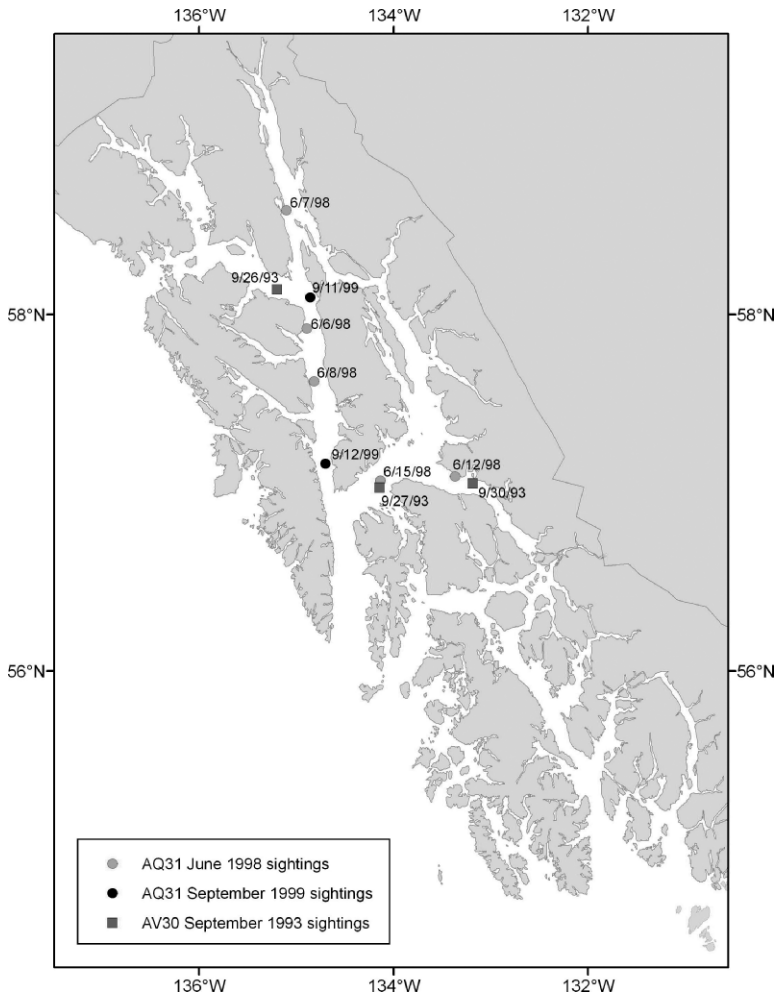 136°W 134°W 132°W
6/7/98
9/26/93
9/11/99
58°N 58°N
6/6/98
6/8/98
9/12/99
6/15/98 6/12/98
9/27/93 9/30/93
56°N 56°N
AQ31 June 1998 sightings
AQ31 September 1999 sightings
AV30 September 1993 sightings
136°W 134°W 132°W